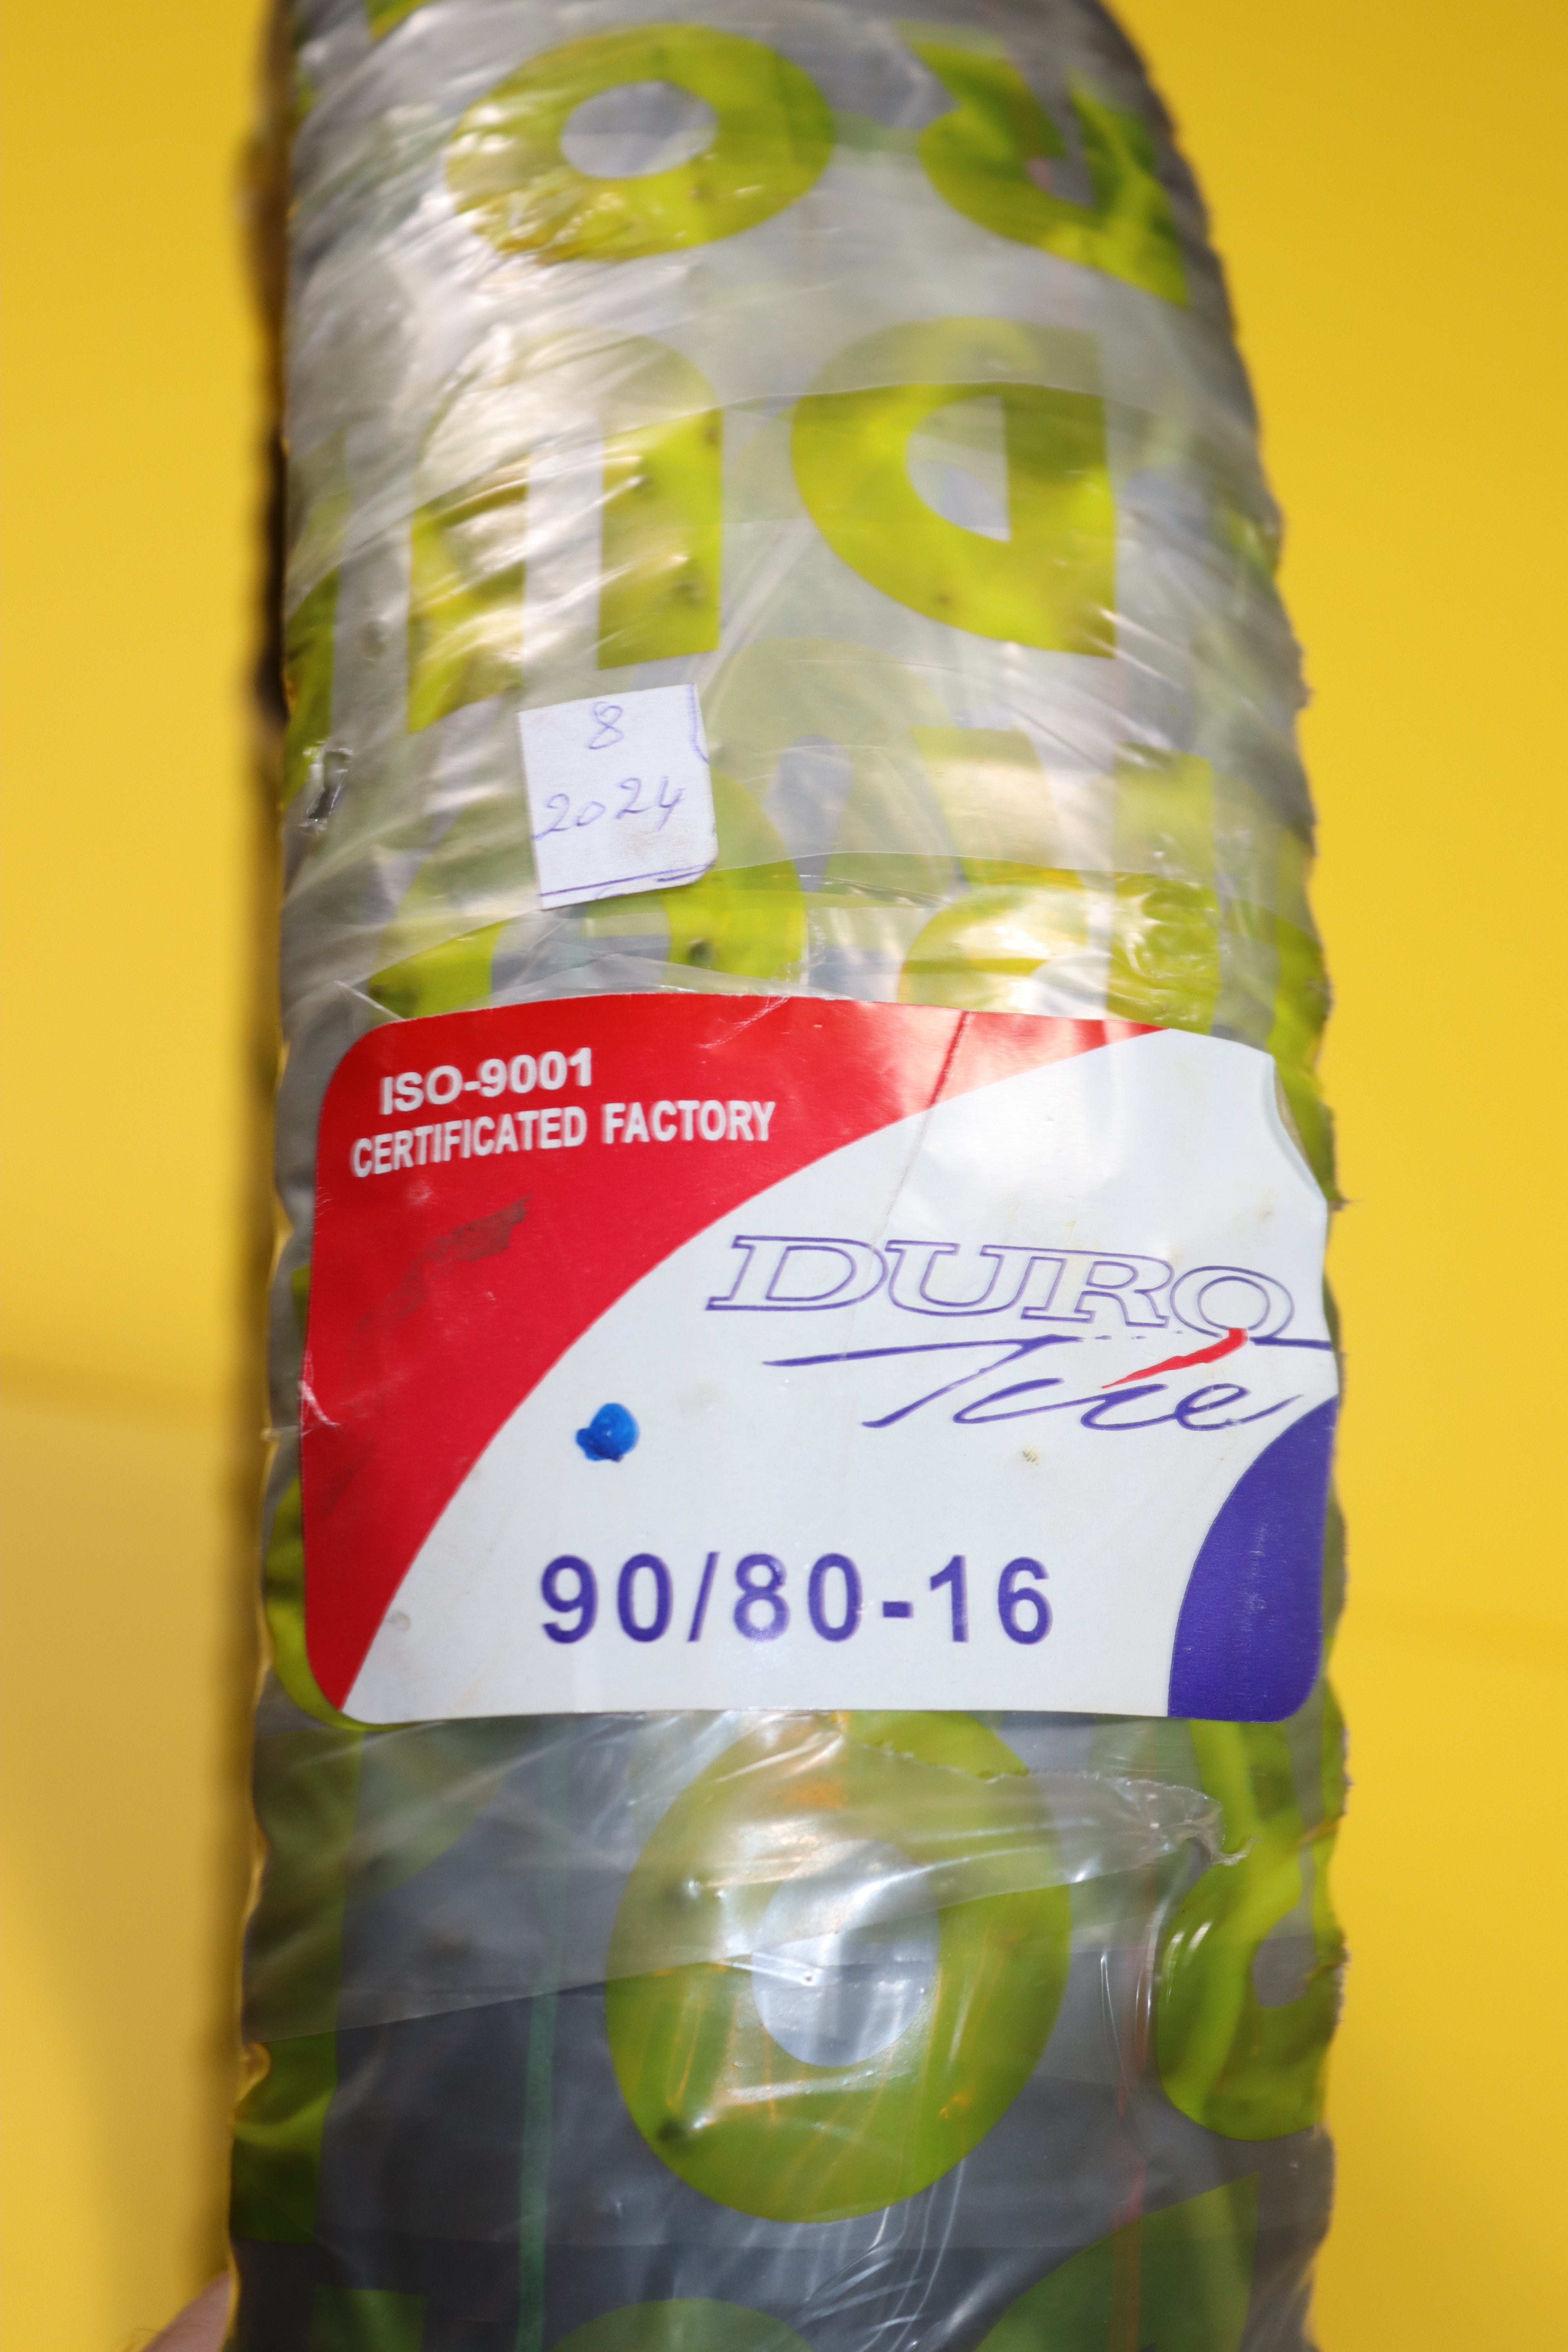 8
2024
ISO-9001
CERTIFICATED FACTORY
DURO
Tire
90/80-16